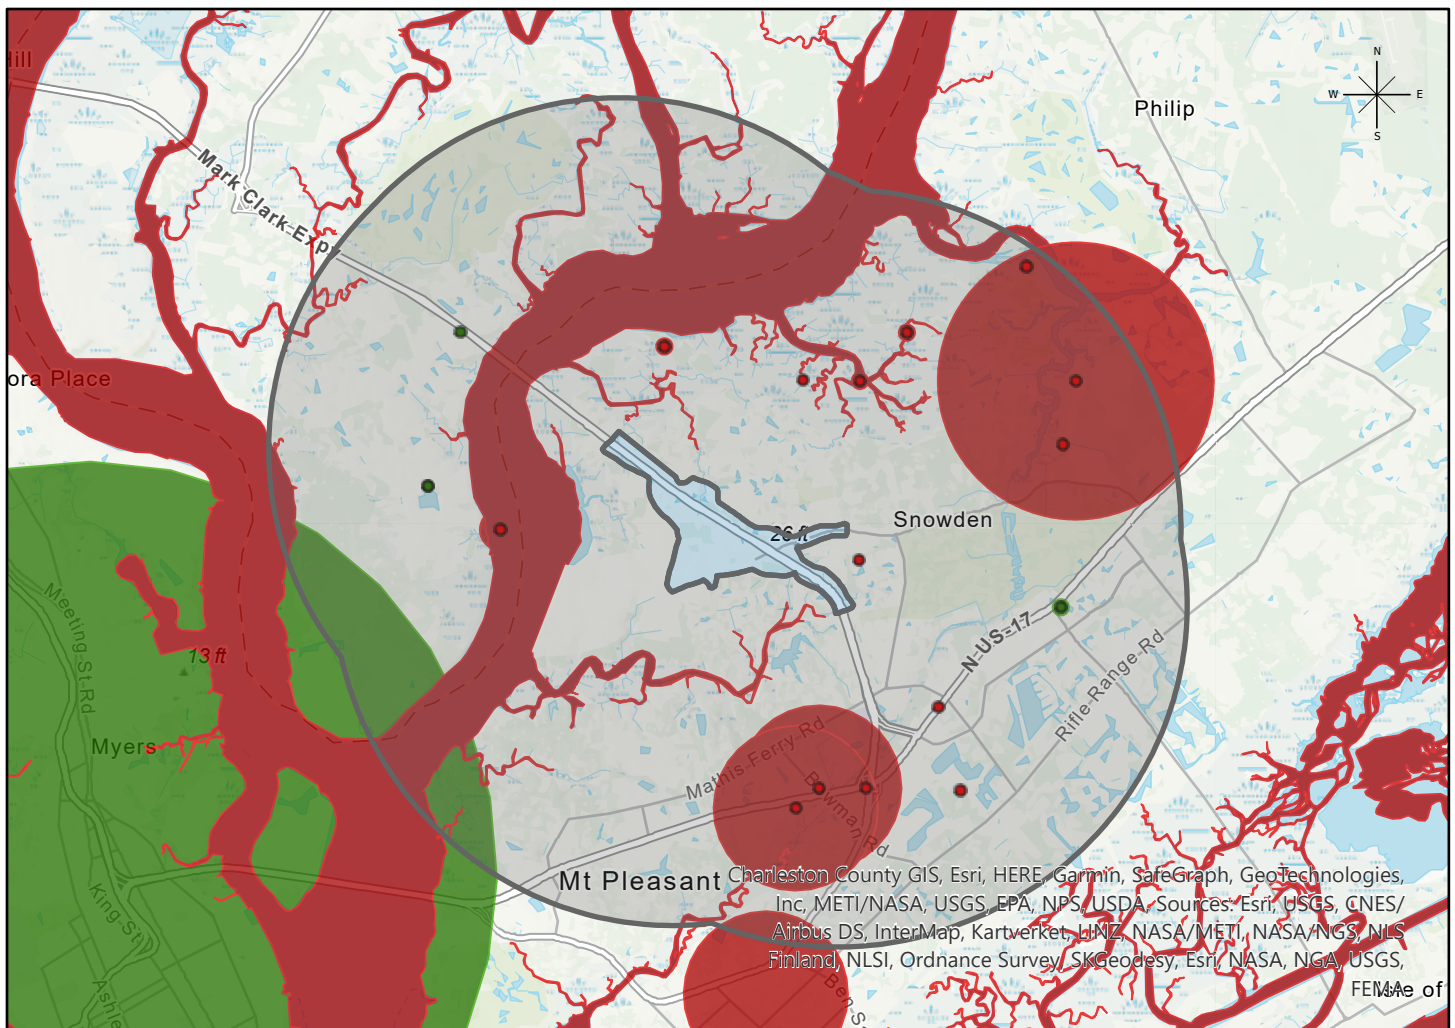 N
W E
S
Hill
Philip
Mark Clark Expy
ora Place
Snowden
26 ft
Meeting St Rd
13 ft
N-US-17
Rifle-Range-Rd
Myers
Mathis-Ferry-Rd
Bowman-Rd
Mt Pleasant
King-St
Ashle
Charleston County GIS, Esri, HERE, Garmin, SafeGraph, GeoTechnologies,
Inc, METI/NASA, USGS, EPA, NPS, USDA, Sources: Esri, USGS, CNES/
Airbus DS, InterMap, Kartverket, LINZ, NASA/METI, NASA/NGS, NLS
Finland, NLSI, Ordnance Survey, SKGeodesy, Esri, NASA, NGA, USGS,
FEMA
of